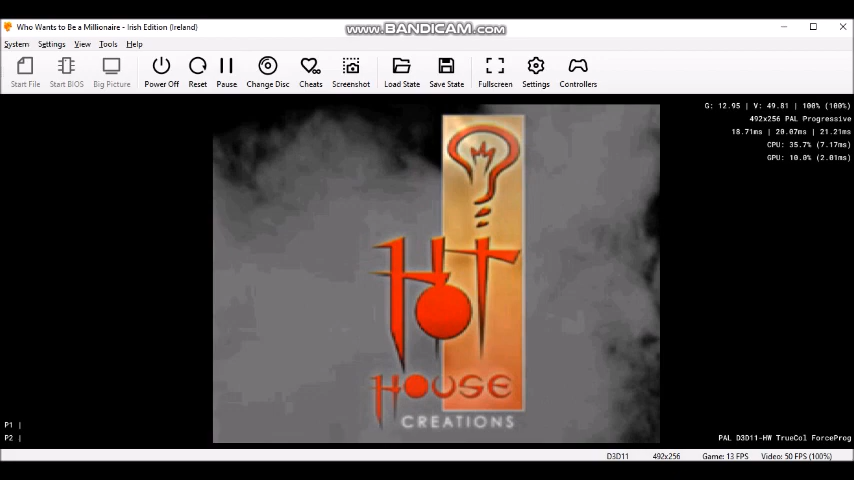 Who Wants to Be a Millionaire - Irish Edition (Ireland)
www.BANDICAM.com
System Settings View Tools Help
Start File Start BIOS Big Picture Power Off Reset Pause Change Disc Cheats Screenshot Load State Save State Fullscreen Settings Controllers
G: 12.95 | V: 49.81 | 100% (100%)
492x256 PAL Progressive
18.71ms | 20.07ms | 21.21ms
CPU: 35.7% (7.17ms)
GPU: 10.0% (2.01ms)
HOT
HOUSE
CREATIONS
P1 |
P2 |
PAL D3D11-HW TrueCol ForceProg
D3D11 492x256 Game: 13 FPS Video: 50 FPS (100%)